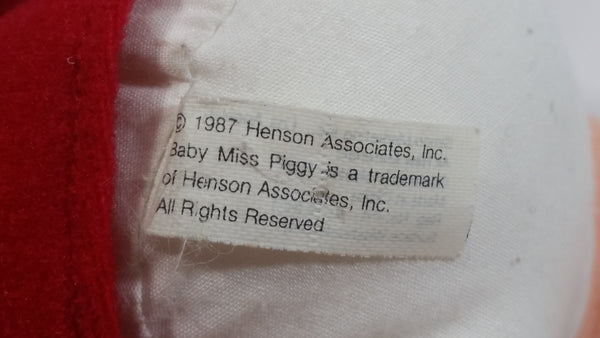 © 1987 Henson Associates, Inc.
Baby Miss Piggy is a trademark
of Henson Associates, Inc.
All Rights Reserved